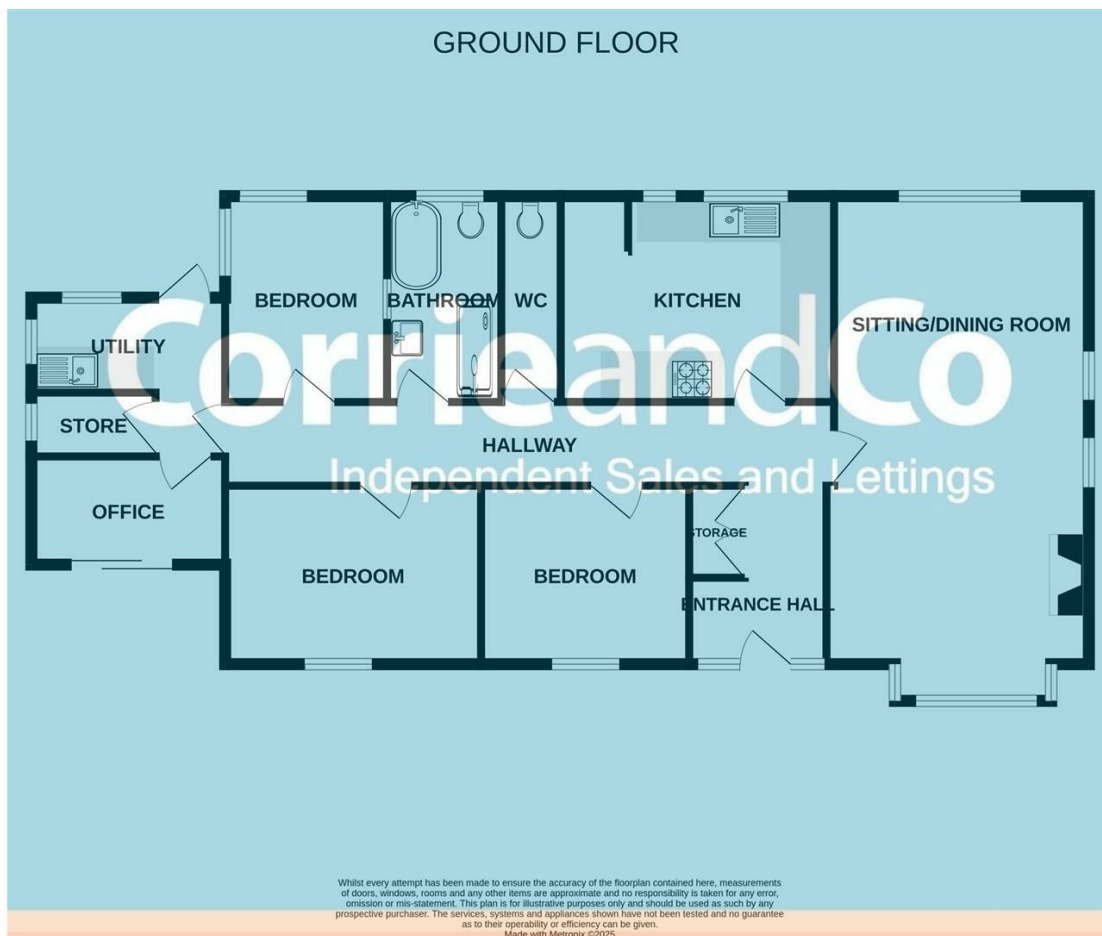 GROUND FLOOR
BEDROOM
BATHROOM
WC
KITCHEN
SITTING/DINING ROOM
UTILITY
STORE
HALLWAY
OFFICE
BEDROOM
BEDROOM
STORAGE
ENTRANCE HALL
CorrieandCo
Independent Sales and Lettings
Whilst every attempt has been made to ensure the accuracy of the floorplan contained here, measurements
of doors, windows, rooms and any other items are approximate and no responsibility is taken for any error,
omission or mis-statement. This plan is for illustrative purposes only and should be used as such by any
prospective purchaser. The services, systems and appliances shown have not been tested and no guarantee
as to their operability or efficiency can be given.
Made with Metropix ©2025